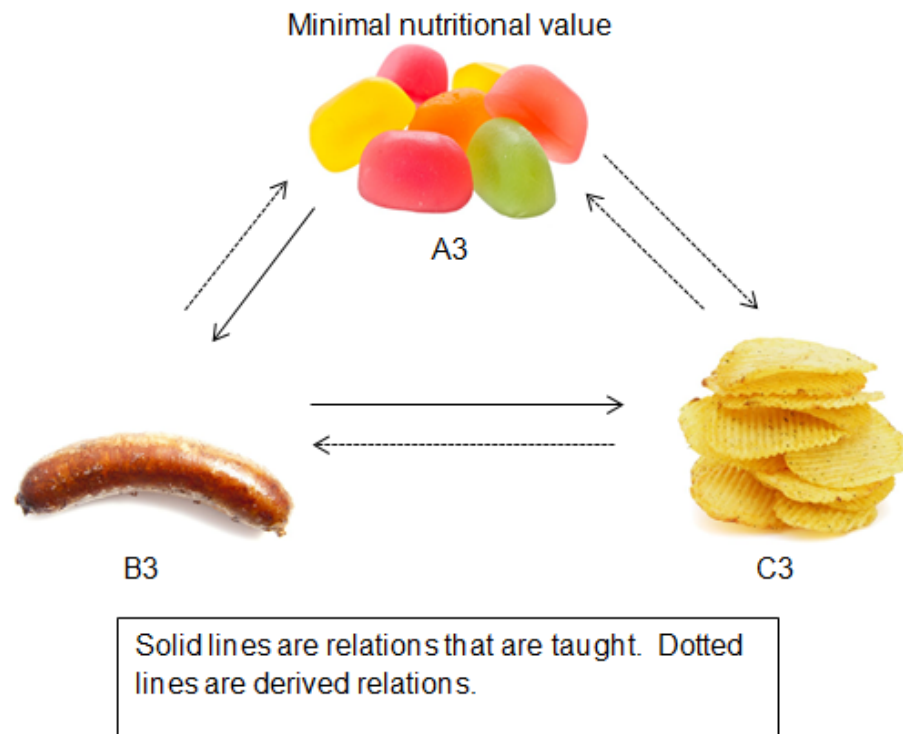 Minimal nutritional value
A3
B3
C3
Solid lines are relations that are taught.  Dotted
lines are derived relations.